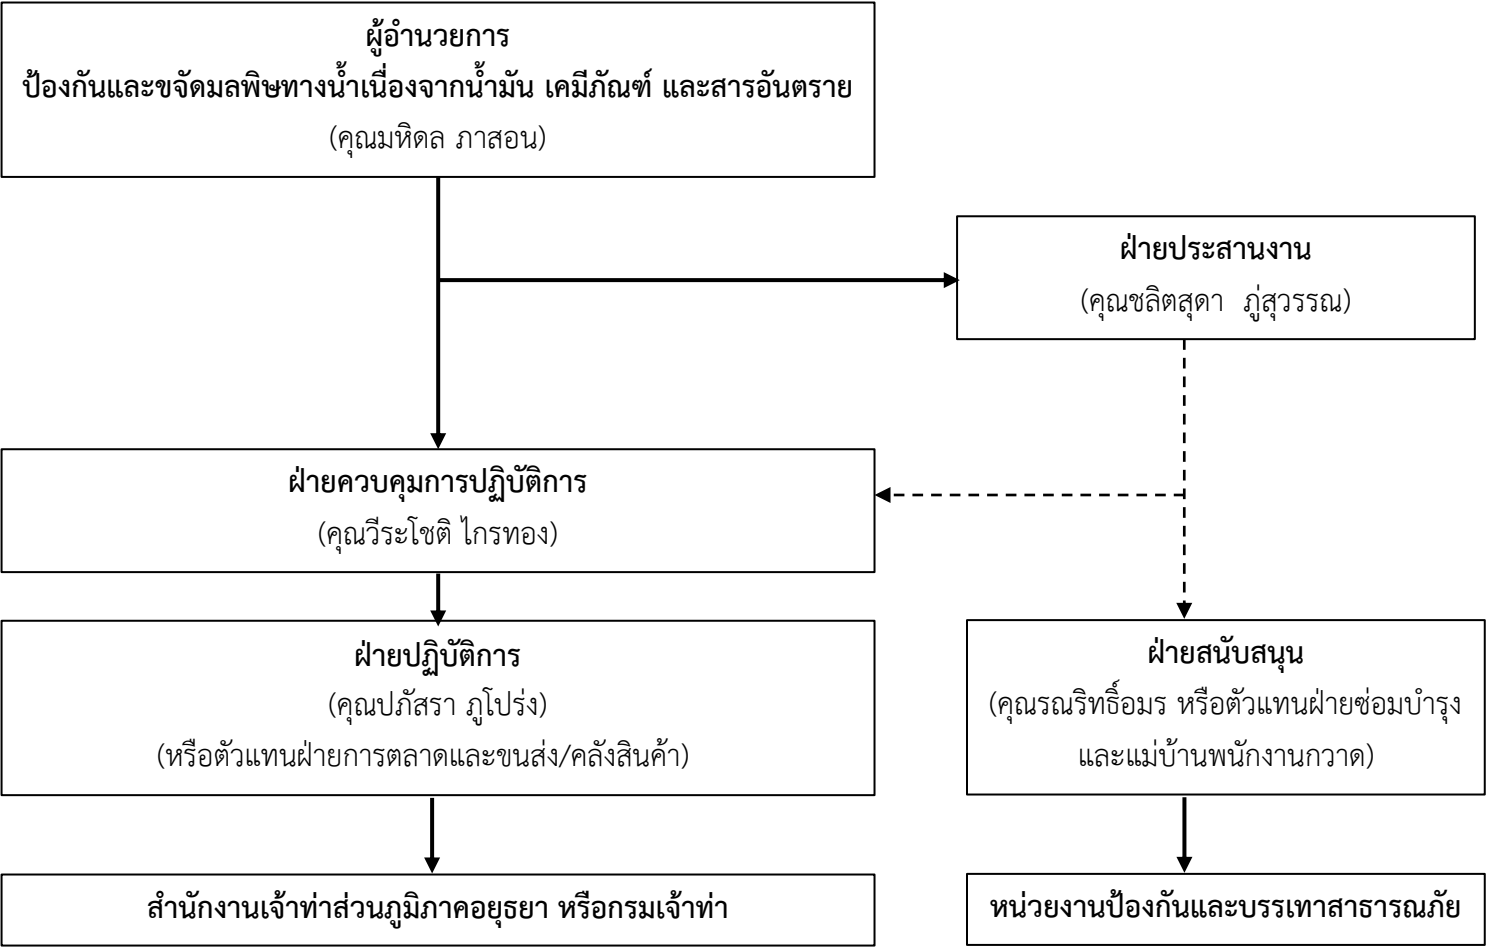 ผู้อำนวยการ
ป้องกันและขจัดมลพิษทางน้ำเนื่องจากน้ำมัน เคมีภัณฑ์ และสารอันตราย
(คุณมหิดล ภาสอน)
ฝ่ายประสานงาน
(คุณชลิตสุดา ภู่สุวรรณ)
ฝ่ายควบคุมการปฏิบัติการ
(คุณวีระโชติ ไกรทอง)
ฝ่ายปฏิบัติการ
(คุณปภัสรา ภูโปร่ง)
(หรือตัวแทนฝ่ายการตลาดและขนส่ง/คลังสินค้า)
ฝ่ายสนับสนุน
(คุณรณริทธิ์อมร หรือตัวแทนฝ่ายซ่อมบำรุง
และแม่บ้านพนักงานกวาด)
สำนักงานเจ้าท่าส่วนภูมิภาคอยุธยา หรือกรมเจ้าท่า
หน่วยงานป้องกันและบรรเทาสาธารณภัย